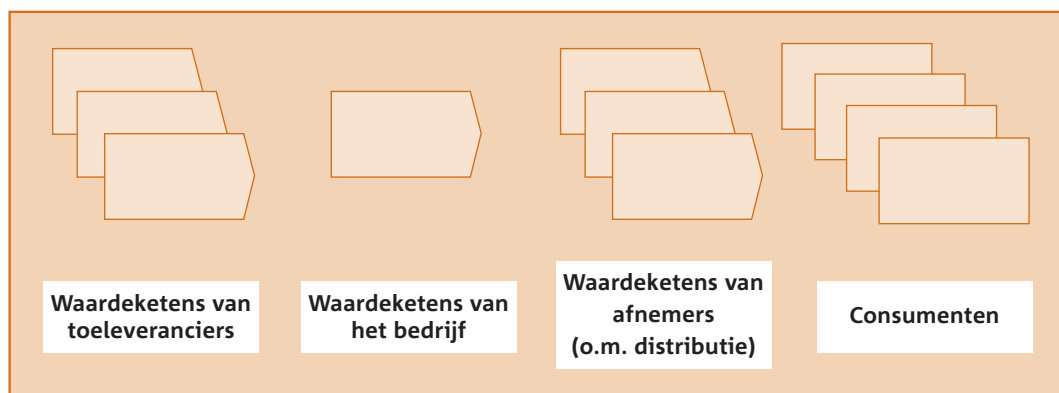 Waardeketens van
toeleveranciers
Waardeketens van
het bedrijf
Waardeketens van
afnemers
(o.m. distributie)
Consumenten